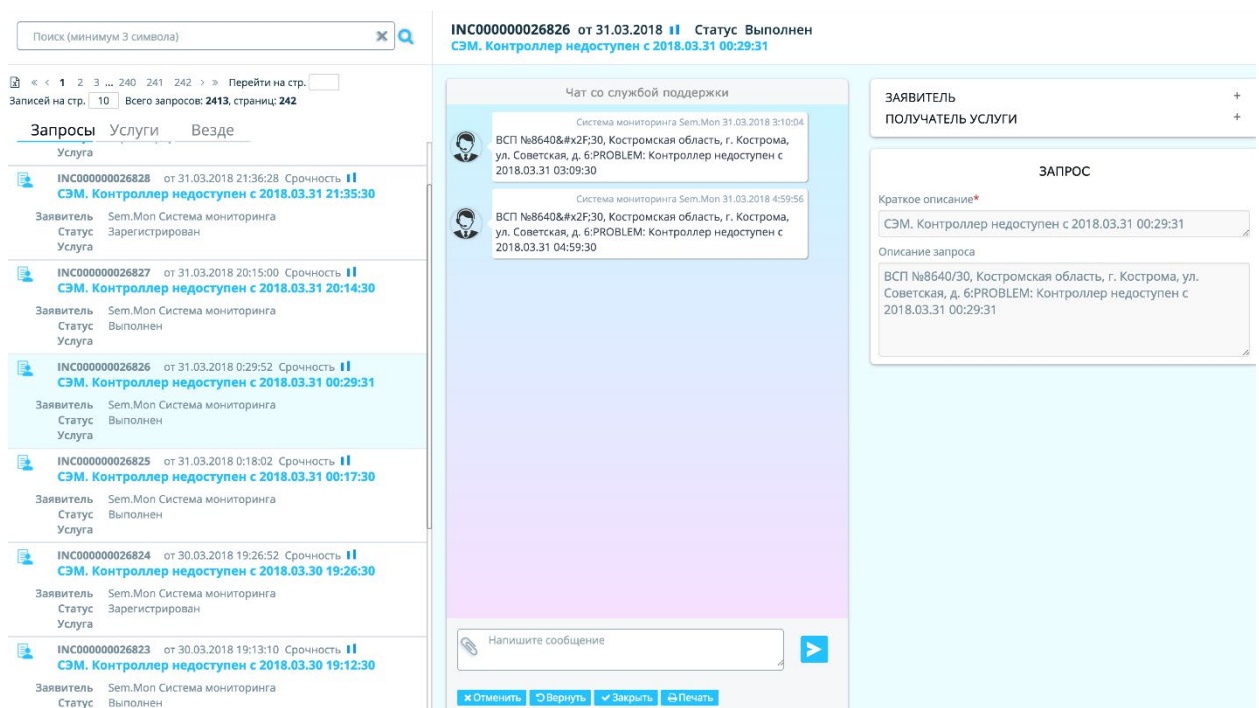 Поиск (минимум 3 символа)
« < 1 2 3 ... 240 241 242 > » Перейти на стр.
Записей на стр. 10 Всего запросов: 2413, страниц: 242
Запросы Услуги Везде
Услуга
INC000000026828 от 31.03.2018 21:36:28 Срочность
СЭМ. Контроллер недоступен с 2018.03.31 21:35:30
Заявитель Sem.Mon Система мониторинга
Статус Зарегистрирован
Услуга
INC000000026827 от 31.03.2018 20:15:00 Срочность
СЭМ. Контроллер недоступен с 2018.03.31 20:14:30
Заявитель Sem.Mon Система мониторинга
Статус Выполнен
Услуга
INC000000026826 от 31.03.2018 0:29:52 Срочность
СЭМ. Контроллер недоступен с 2018.03.31 00:29:31
Заявитель Sem.Mon Система мониторинга
Статус Выполнен
Услуга
INC000000026825 от 31.03.2018 0:18:02 Срочность
СЭМ. Контроллер недоступен с 2018.03.31 00:17:30
Заявитель Sem.Mon Система мониторинга
Статус Выполнен
Услуга
INC000000026824 от 30.03.2018 19:26:52 Срочность
СЭМ. Контроллер недоступен с 2018.03.30 19:26:30
Заявитель Sem.Mon Система мониторинга
Статус Зарегистрирован
Услуга
INC000000026823 от 30.03.2018 19:13:10 Срочность
СЭМ. Контроллер недоступен с 2018.03.30 19:12:30
Заявитель Sem.Mon Система мониторинга
Статус Выполнен
INC000000026826 от 31.03.2018 Статус Выполнен
СЭМ. Контроллер недоступен с 2018.03.31 00:29:31
Чат со службой поддержки
Система мониторинга Sem.Mon 31.03.2018 3:10:04
ВСП №8640&#x2F;30, Костромская область, г. Кострома,
ул. Советская, д. 6:PROBLEM: Контроллер недоступен с
2018.03.31 03:09:30
Система мониторинга Sem.Mon 31.03.2018 4:59:56
ВСП №8640&#x2F;30, Костромская область, г. Кострома,
ул. Советская, д. 6:PROBLEM: Контроллер недоступен с
2018.03.31 04:59:30
Напишите сообщение
Отменить Вернуть Закрыть Печать
ЗАЯВИТЕЛЬ +
ПОЛУЧАТЕЛЬ УСЛУГИ +
ЗАПРОС
Краткое описание*
СЭМ. Контроллер недоступен с 2018.03.31 00:29:31
Описание запроса
ВСП №8640/30, Костромская область, г. Кострома, ул.
Советская, д. 6:PROBLEM: Контроллер недоступен с
2018.03.31 00:29:31